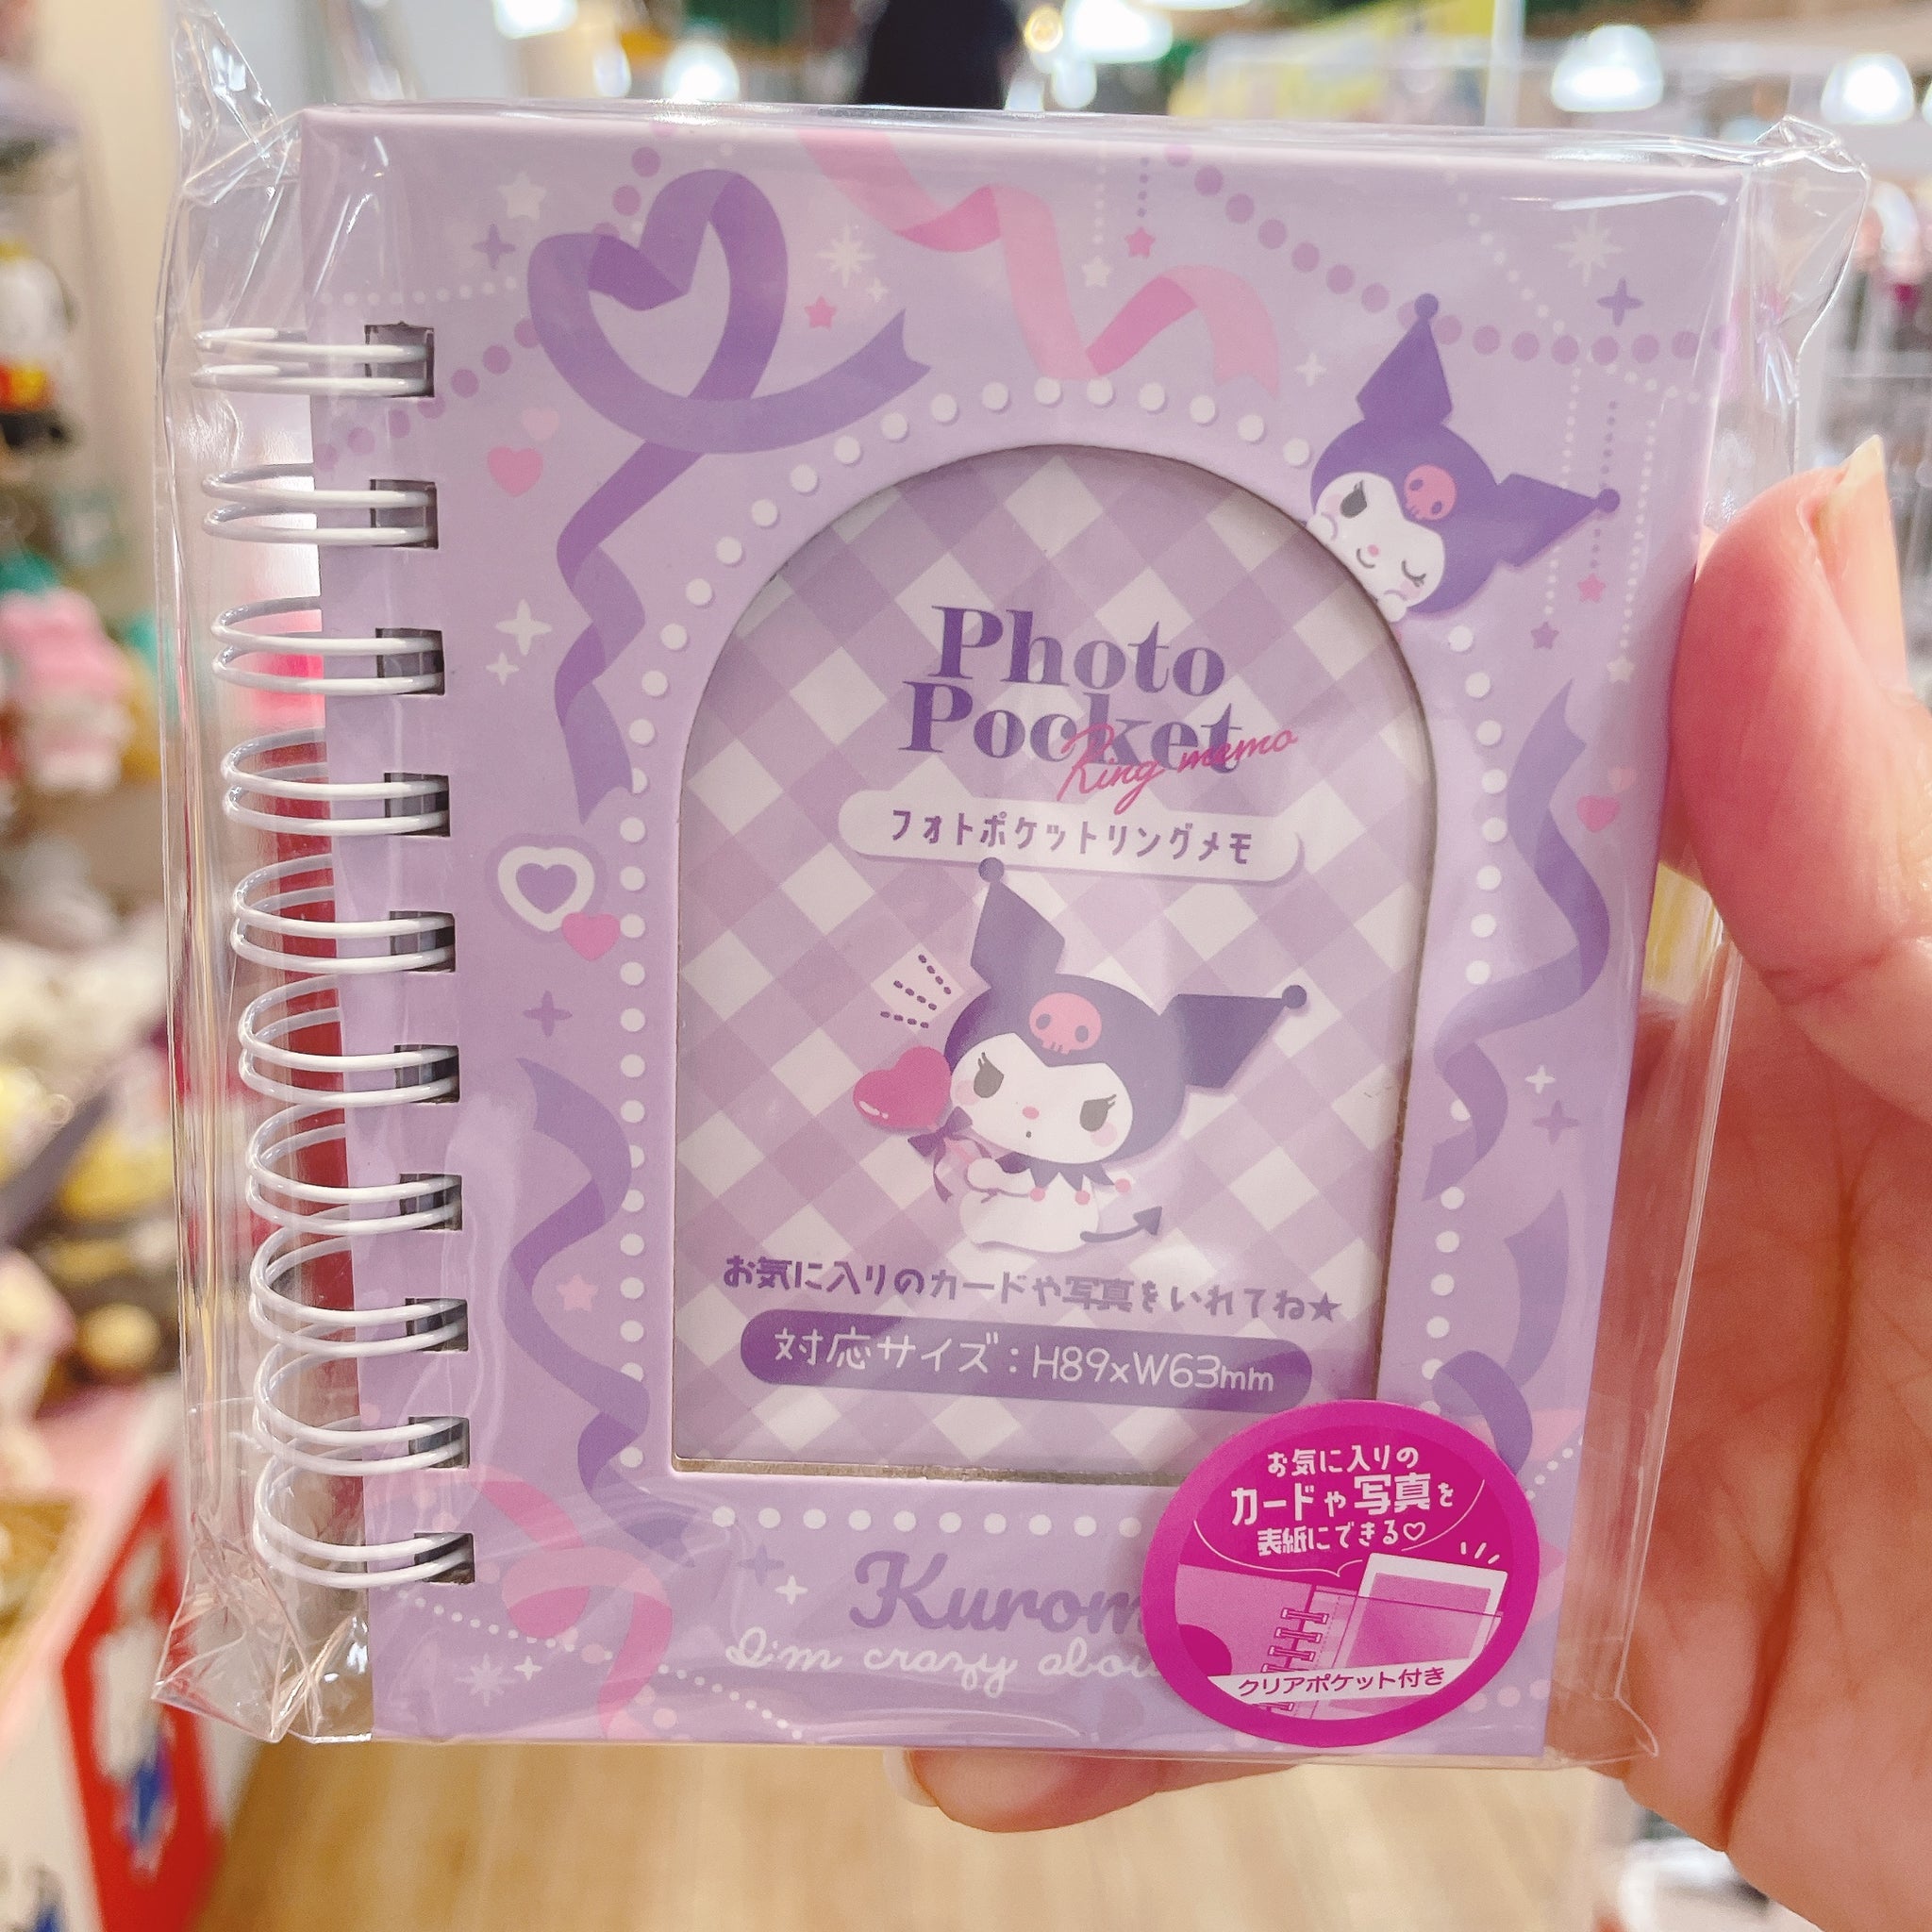 Photo
Pocket
Ring memo
フォトポケットリングメモ
お気に入りのカードや写真をいれてね★
対応サイズ:H89xW63mm
お気に入りの
カードや写真を
表紙にできる♡
クリアポケット付き
Kurom
I'm crazy abou